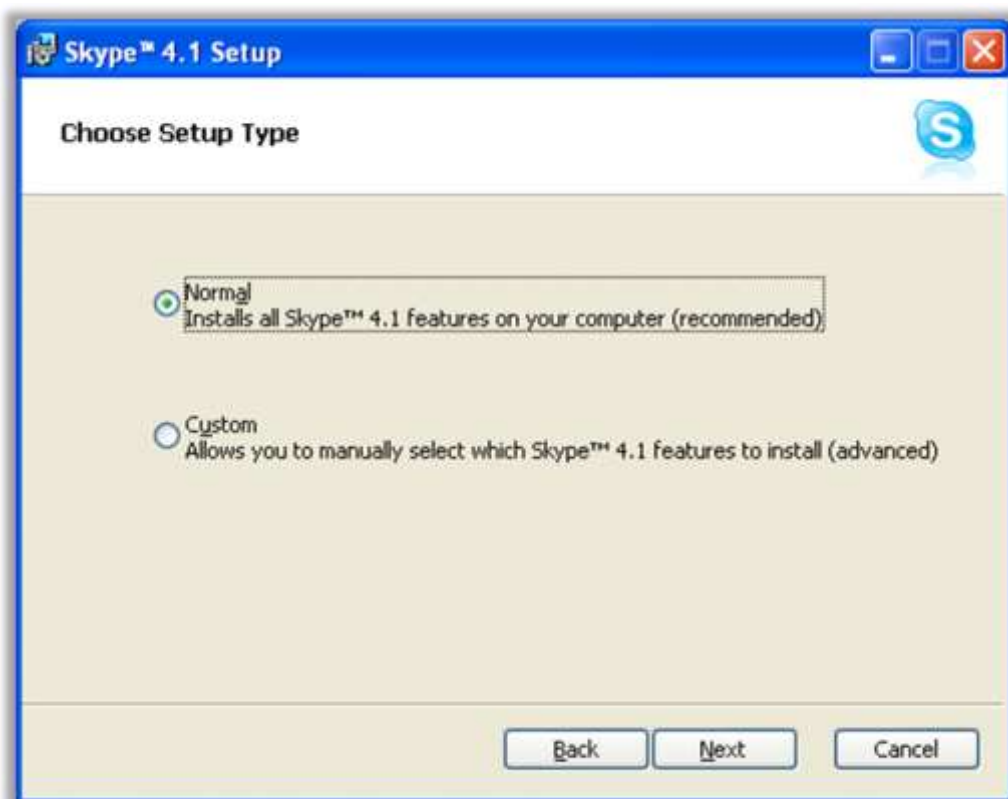 Skype™ 4.1 Setup
Choose Setup Type
S
Normal
Installs all Skype™ 4.1 features on your computer (recommended)
Custom
Allows you to manually select which Skype™ 4.1 features to install (advanced)
Back Next Cancel